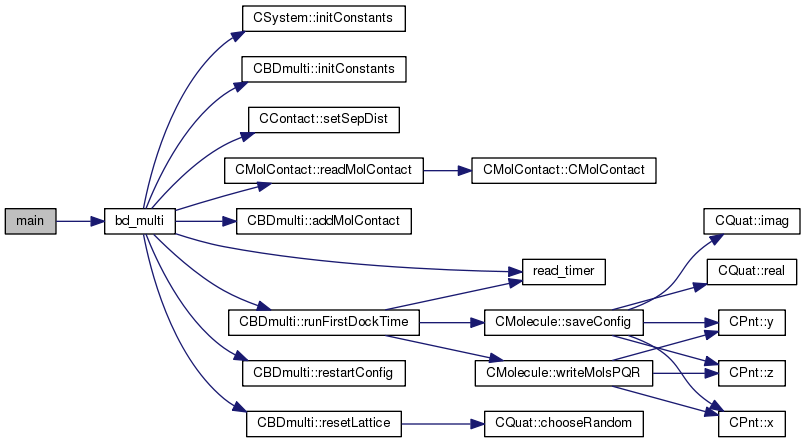 main
bd_multi
CSystem::initConstants
CBDmulti::initConstants
CContact::setSepDist
CMolContact::readMolContact
CMolContact::CMolContact
CBDmulti::addMolContact
read_timer
CBDmulti::runFirstDockTime
CMolecule::saveConfig
CMolecule::writeMolsPQR
CBDmulti::restartConfig
CBDmulti::resetLattice
CQuat::chooseRandom
CQuat::imag
CQuat::real
CPnt::y
CPnt::z
CPnt::x